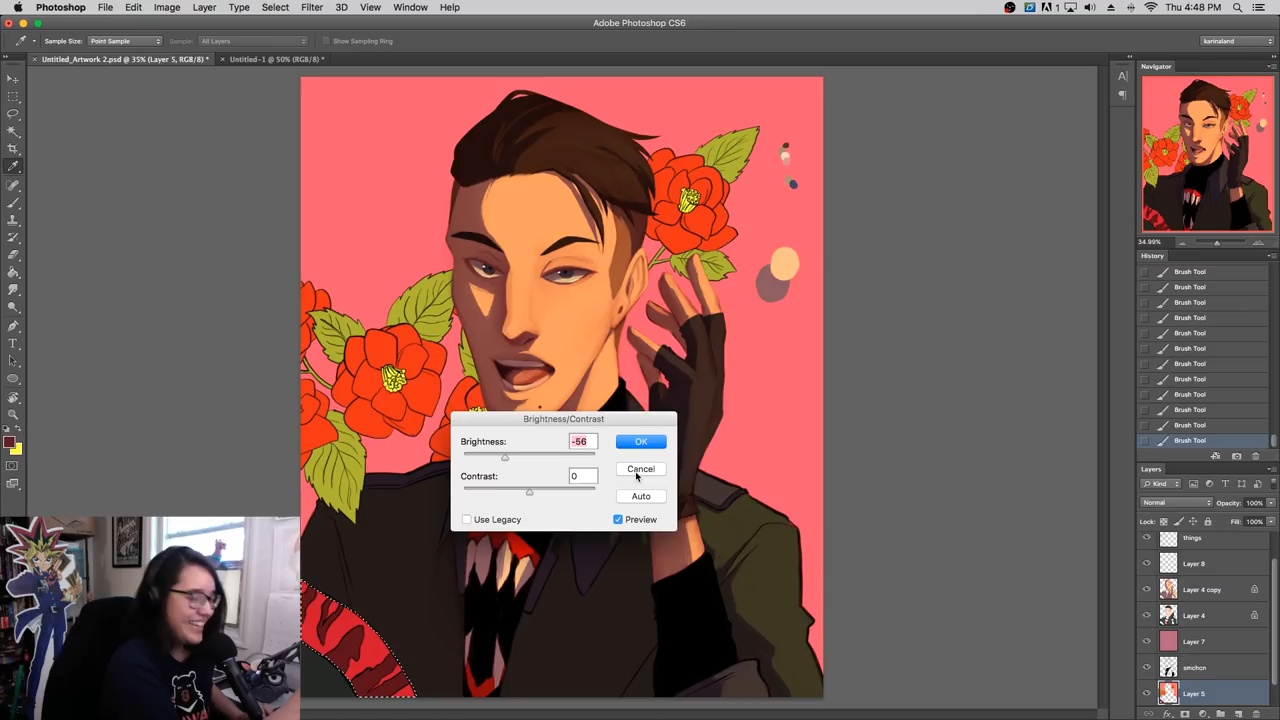 Photoshop File Edit Image Layer Type Select Filter 3D View Window Help
1
Thu 4:48 PM
Adobe Photoshop CS6
Sample Size: Point Sample Sample: All Layers Show Sampling Ring
karinaland
Untitled_Artwork 2.psd @ 35% (Layer 5, RGB/8) *
Untitled-1 @ 50% (RGB/8) *
Navigator
34.99%
History
Brush Tool
Brush Tool
Brush Tool
Brush Tool
Brush Tool
Brush Tool
Brush Tool
Brush Tool
Brush Tool
Brush Tool
Brush Tool
Brush Tool
Brightness/Contrast
Brightness: -56
OK
Cancel
Contrast: 0
Auto
Use Legacy
Preview
Layers
Kind
Normal Opacity: 100%
Lock: Fill: 100%
things
Layer 8
Layer 4 copy
Layer 4
Layer 7
smchcn
Layer 5